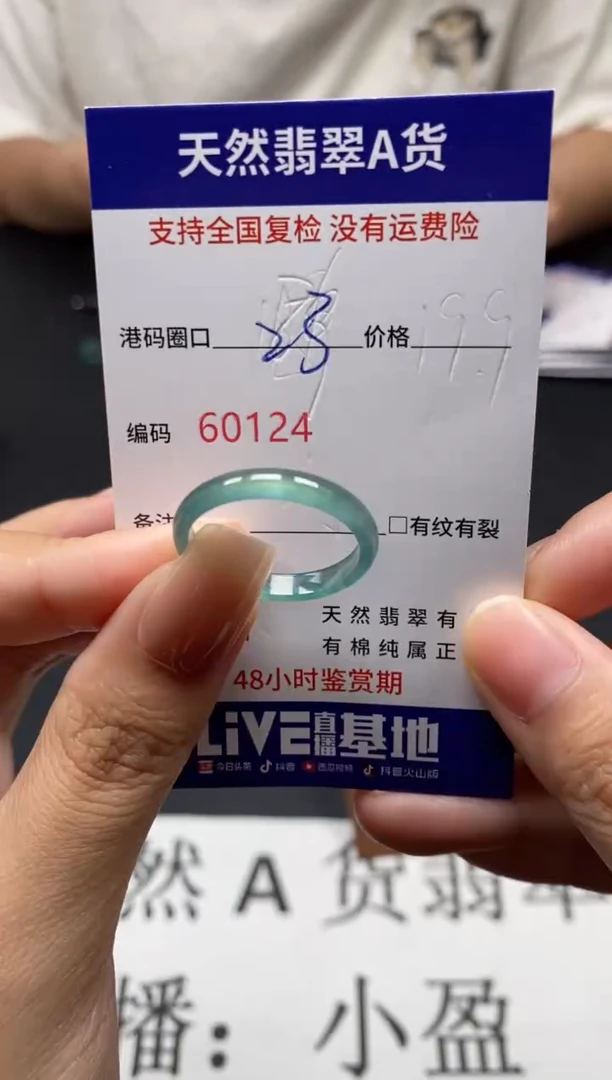 天然翡翠A货
支持全国复检 没有运费险
港码圈口 23 价格 19.9
编码 60124
备注 □有纹有裂
天然翡翠有
有棉纯属正
48小时鉴赏期
LiVE直播基地
今日头条 抖音 西瓜视频 抖音火山版
然 A 货翡翠
播：小盈